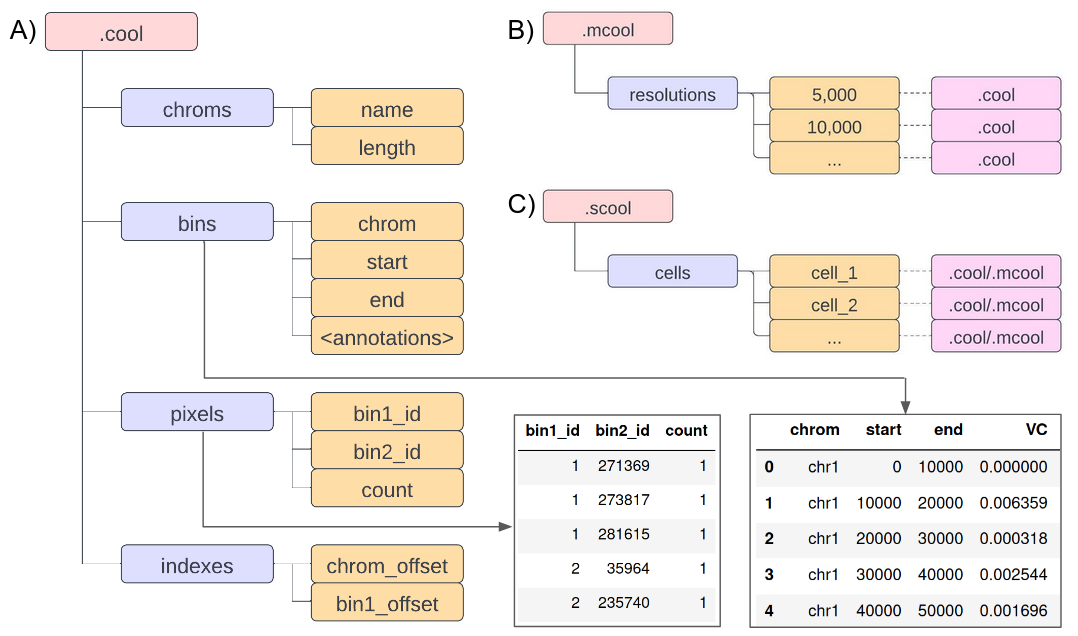 A)
.cool
chroms
name
length
bins
chrom
start
end
<annotations>
pixels
bin1_id
bin2_id
count
indexes
chrom_offset
bin1_offset
B)
.mcool
resolutions
5,000 .cool
10,000 .cool
... .cool
C)
.scool
cells
cell_1 .cool/.mcool
cell_2 .cool/.mcool
... .cool/.mcool
bin1_id bin2_id count
1 271369 1
1 273817 1
1 281615 1
2 35964 1
2 235740 1
chrom start end VC
0 chr1 0 10000 0.000000
1 chr1 10000 20000 0.006359
2 chr1 20000 30000 0.000318
3 chr1 30000 40000 0.002544
4 chr1 40000 50000 0.001696